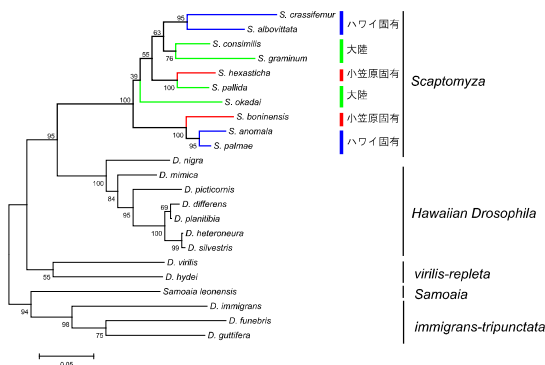 95
S. crassifemur
S. albovittata
ハワイ固有
63
S. consimilis
55
76
S. graminum
大陸
39
S. hexasticha
小笠原固有
100
S. pallida
S. okadai
大陸
Scaptomyza
100
S. boninensis
小笠原固有
100
S. anomala
95
S. palmae
ハワイ固有
95
D. nigra
100
D. mimica
84
D. picticornis
95
D. differens
69
D. planitibia
100
D. heteroneura
99
D. silvestris
Hawaiian Drosophila
D. virilis
55
D. hydei
virilis-repleta
Samoaia leonensis
Samoaia
94
D. immigrans
98
D. funebris
75
D. guttifera
immigrans-tripunctata
0.05